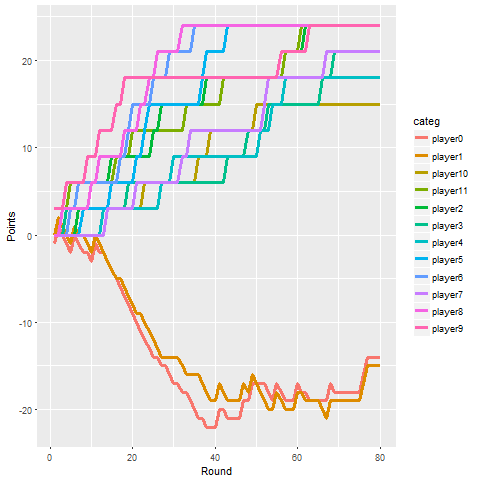 20
10
0
-10
-20
0
20
40
60
80
Points
Round
categ
player0
player1
player10
player11
player2
player3
player4
player5
player6
player7
player8
player9